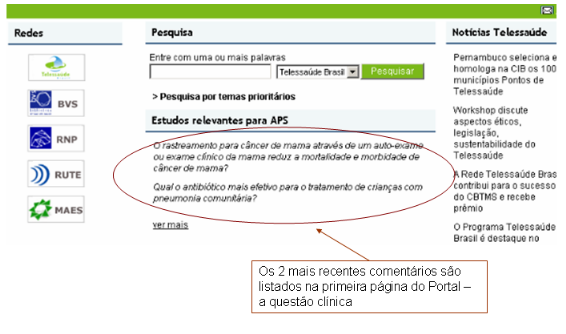 Redes
Telessaúde
BVS
RNP
RUTE
MAES
Pesquisa
Entre com uma ou mais palavras
Telessaúde Brasil
Pesquisar
> Pesquisa por temas prioritários
Estudos relevantes para APS
O rastreamento para câncer de mama através de um auto-exame
ou exame clínico da mama reduz a mortalidade e morbidade de
câncer de mama?
Qual o antibiótico mais efetivo para o tratamento de crianças com
pneumonia comunitária?
ver mais
Notícias Telessaúde
Pernambuco seleciona e
homologa na CIB os 100
municípios Pontos de
Telessaúde
Workshop discute
aspectos éticos,
legislação,
sustentabilidade do
Telessaúde
A Rede Telessaúde Bras
contribui para o sucesso
do CBTMS e recebe
prêmio
O Programa Telessaúde
Brasil é destaque no
Os 2 mais recentes comentários são
listados na primeira página do Portal –
a questão clínica